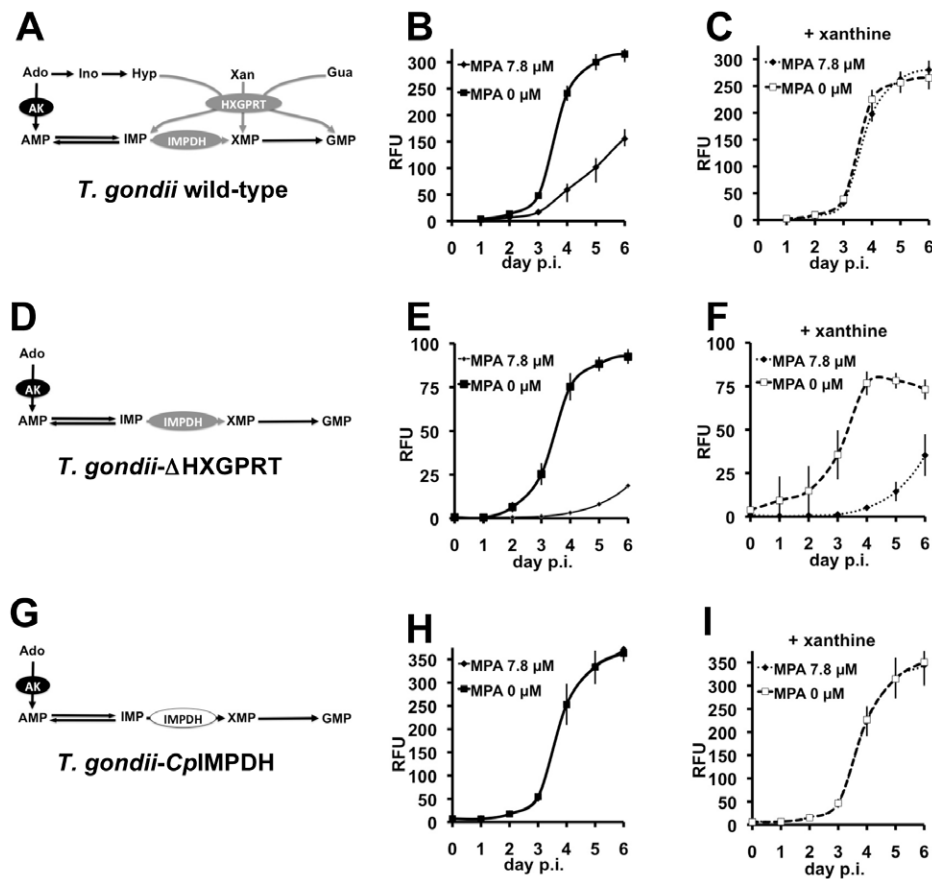 A
Ado Ino Hyp Xan Gua
AK
HXGPRT
AMP IMP IMPDH XMP GMP
T. gondii wild-type
B
RFU
300
250
200
150
100
50
0
MPA 7.8 µM
MPA 0 µM
0 1 2 3 4 5 6
day p.i.
C
+ xanthine
RFU
300
250
200
150
100
50
0
MPA 7.8 µM
MPA 0 µM
0 1 2 3 4 5 6
day p.i.
D
Ado
AK
AMP IMP IMPDH XMP GMP
T. gondii-ΔHXGPRT
E
RFU
100
75
50
25
0
MPA 7.8 µM
MPA 0 µM
0 1 2 3 4 5 6
day p.i.
F
+ xanthine
RFU
100
75
50
25
0
MPA 7.8 µM
MPA 0 µM
0 1 2 3 4 5 6
day p.i.
G
Ado
AK
AMP IMP IMPDH XMP GMP
T. gondii-CpIMPDH
H
RFU
350
300
250
200
150
100
50
0
MPA 7.8 µM
MPA 0 µM
0 1 2 3 4 5 6
day p.i.
I
+ xanthine
RFU
350
300
250
200
150
100
50
0
MPA 7.8 µM
MPA 0 µM
0 1 2 3 4 5 6
day p.i.